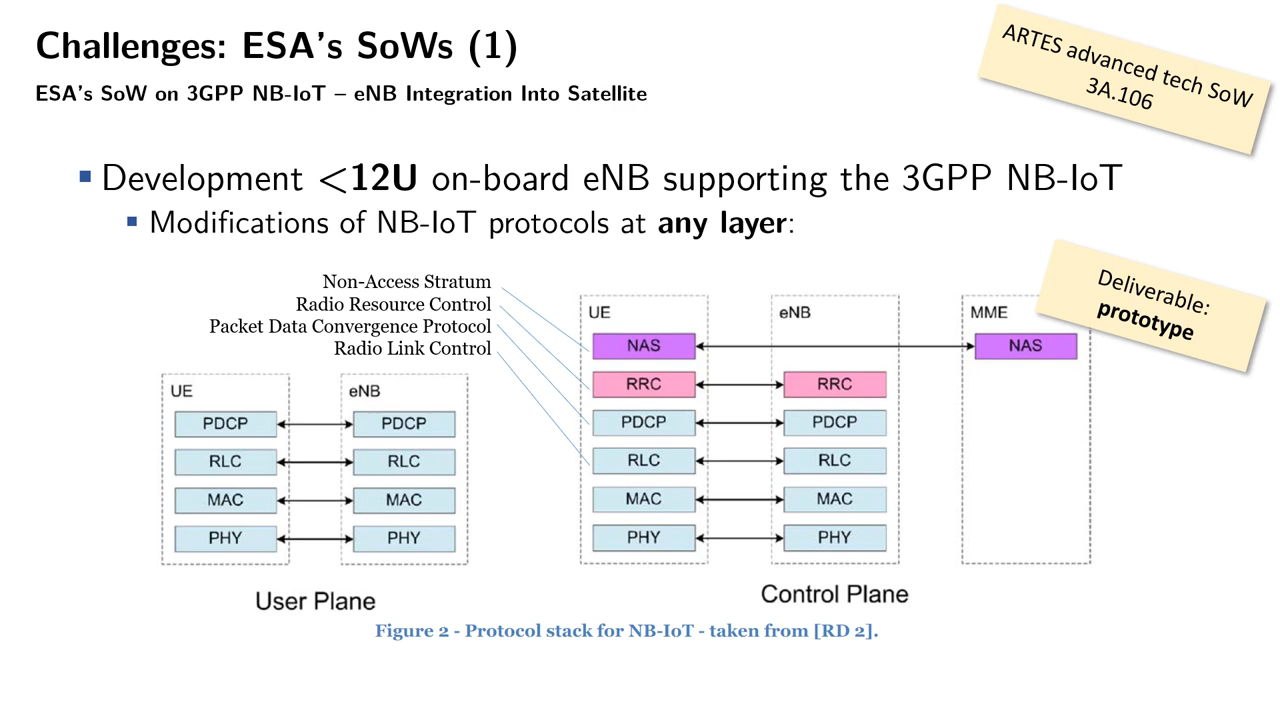 Challenges: ESA's SoWs (1)
ESA's SoW on 3GPP NB-IoT – eNB Integration Into Satellite
ARTES advanced tech SoW
3A.106
Development <12U on-board eNB supporting the 3GPP NB-IoT
Modifications of NB-IoT protocols at any layer:
Deliverable:
prototype
Non-Access Stratum
Radio Resource Control
Packet Data Convergence Protocol
Radio Link Control
UE eNB
PDCP PDCP
RLC RLC
MAC MAC
PHY PHY
User Plane
UE eNB MME
NAS NAS
RRC RRC
PDCP PDCP
RLC RLC
MAC MAC
PHY PHY
Control Plane
Figure 2 - Protocol stack for NB-IoT - taken from [RD 2].